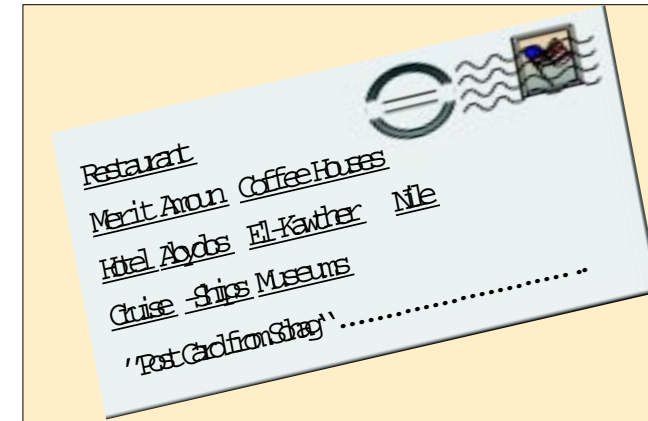 Restaurant
Merit Amoun Coffee Houses
Hotel Abydos El-Kawther Nile
Cruise -Ships Museums
"Post Card from Sohag"..........................